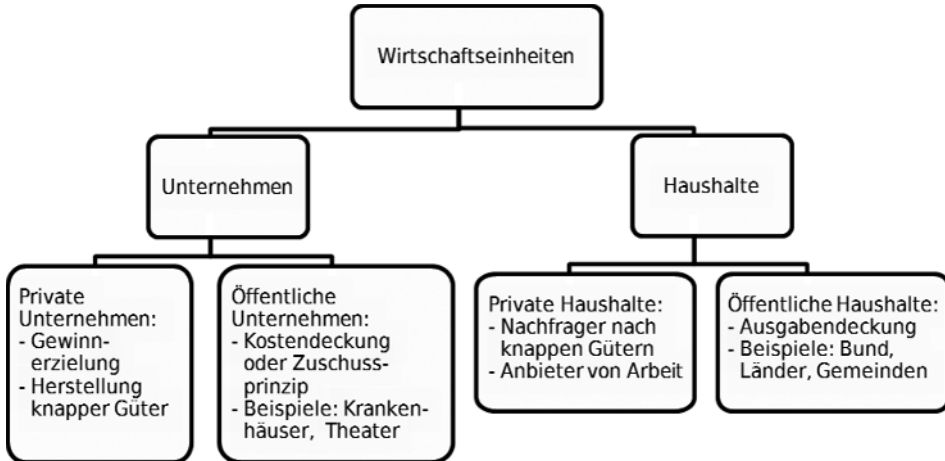 Wirtschaftseinheiten
Unternehmen
Haushalte
Private
Unternehmen:
- Gewinn-
erzielung
- Herstellung
knapper Güter
Öffentliche
Unternehmen:
- Kostendeckung
oder Zuschuss-
prinzip
- Beispiele: Kranken-
häuser, Theater
Private Haushalte:
- Nachfrager nach
knappen Gütern
- Anbieter von Arbeit
Öffentliche Haushalte:
- Ausgabendeckung
- Beispiele: Bund,
Länder, Gemeinden